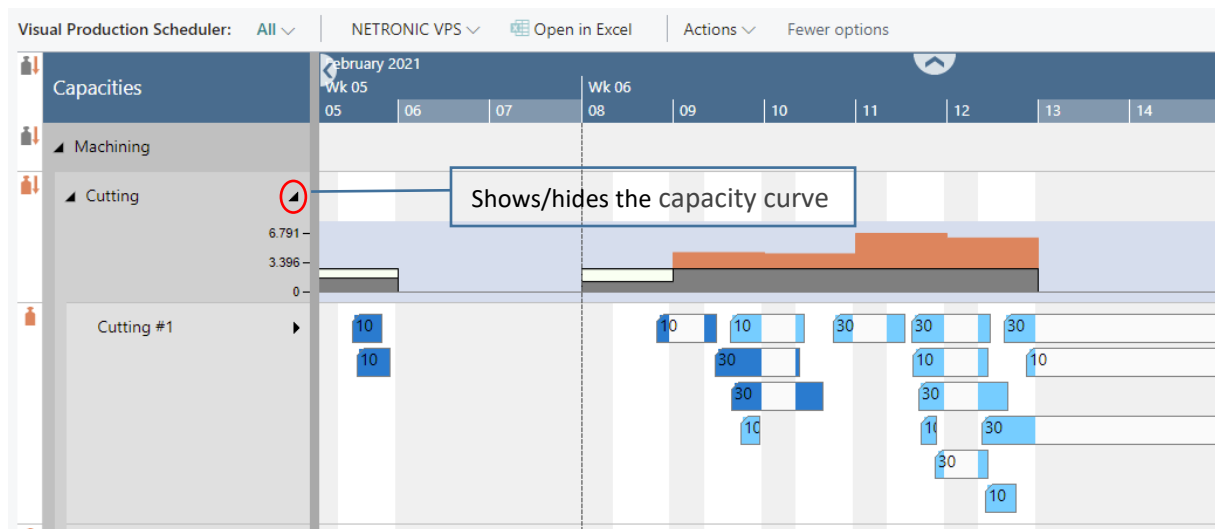 Visual Production Scheduler: All NETRONIC VPS Open in Excel Actions Fewer options
February 2021
Capacities
Wk 05 Wk 06
05 06 07 08 09 10 11 12 13 14
Machining
Cutting
Shows/hides the capacity curve
6.791
3.396
0
Cutting #1
10 10 10 30 30 30
10 30 10 10
30 30
10 10 30
30
10